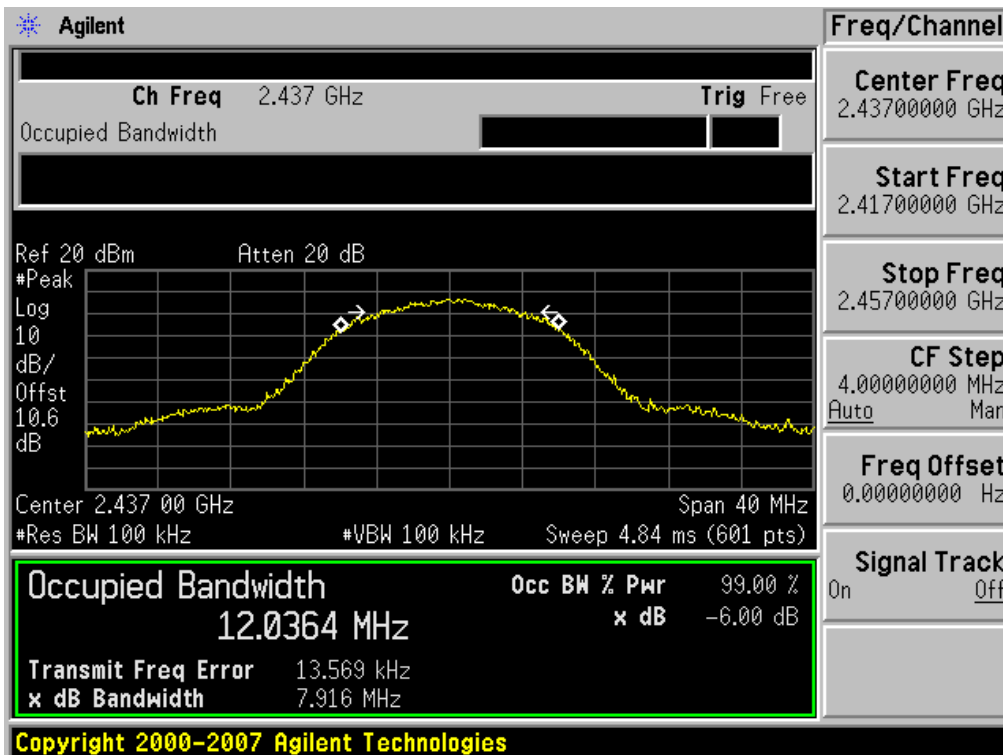 Agilent
Freq/Channel
Ch Freq 2.437 GHz
Trig Free
Occupied Bandwidth
Center Freq
2.43700000 GHz
Start Freq
2.41700000 GHz
Stop Freq
2.45700000 GHz
CF Step
4.00000000 MHz
Auto Man
Freq Offset
0.00000000 Hz
Signal Track
On Off
Ref 20 dBm
Atten 20 dB
#Peak
Log
10
dB/
Offst
10.6
dB
Center 2.437 00 GHz
Span 40 MHz
#Res BW 100 kHz
#VBW 100 kHz
Sweep 4.84 ms (601 pts)
Occupied Bandwidth
12.0364 MHz
Occ BW % Pwr 99.00 %
x dB -6.00 dB
Transmit Freq Error 13.569 kHz
x dB Bandwidth 7.916 MHz
Copyright 2000-2007 Agilent Technologies